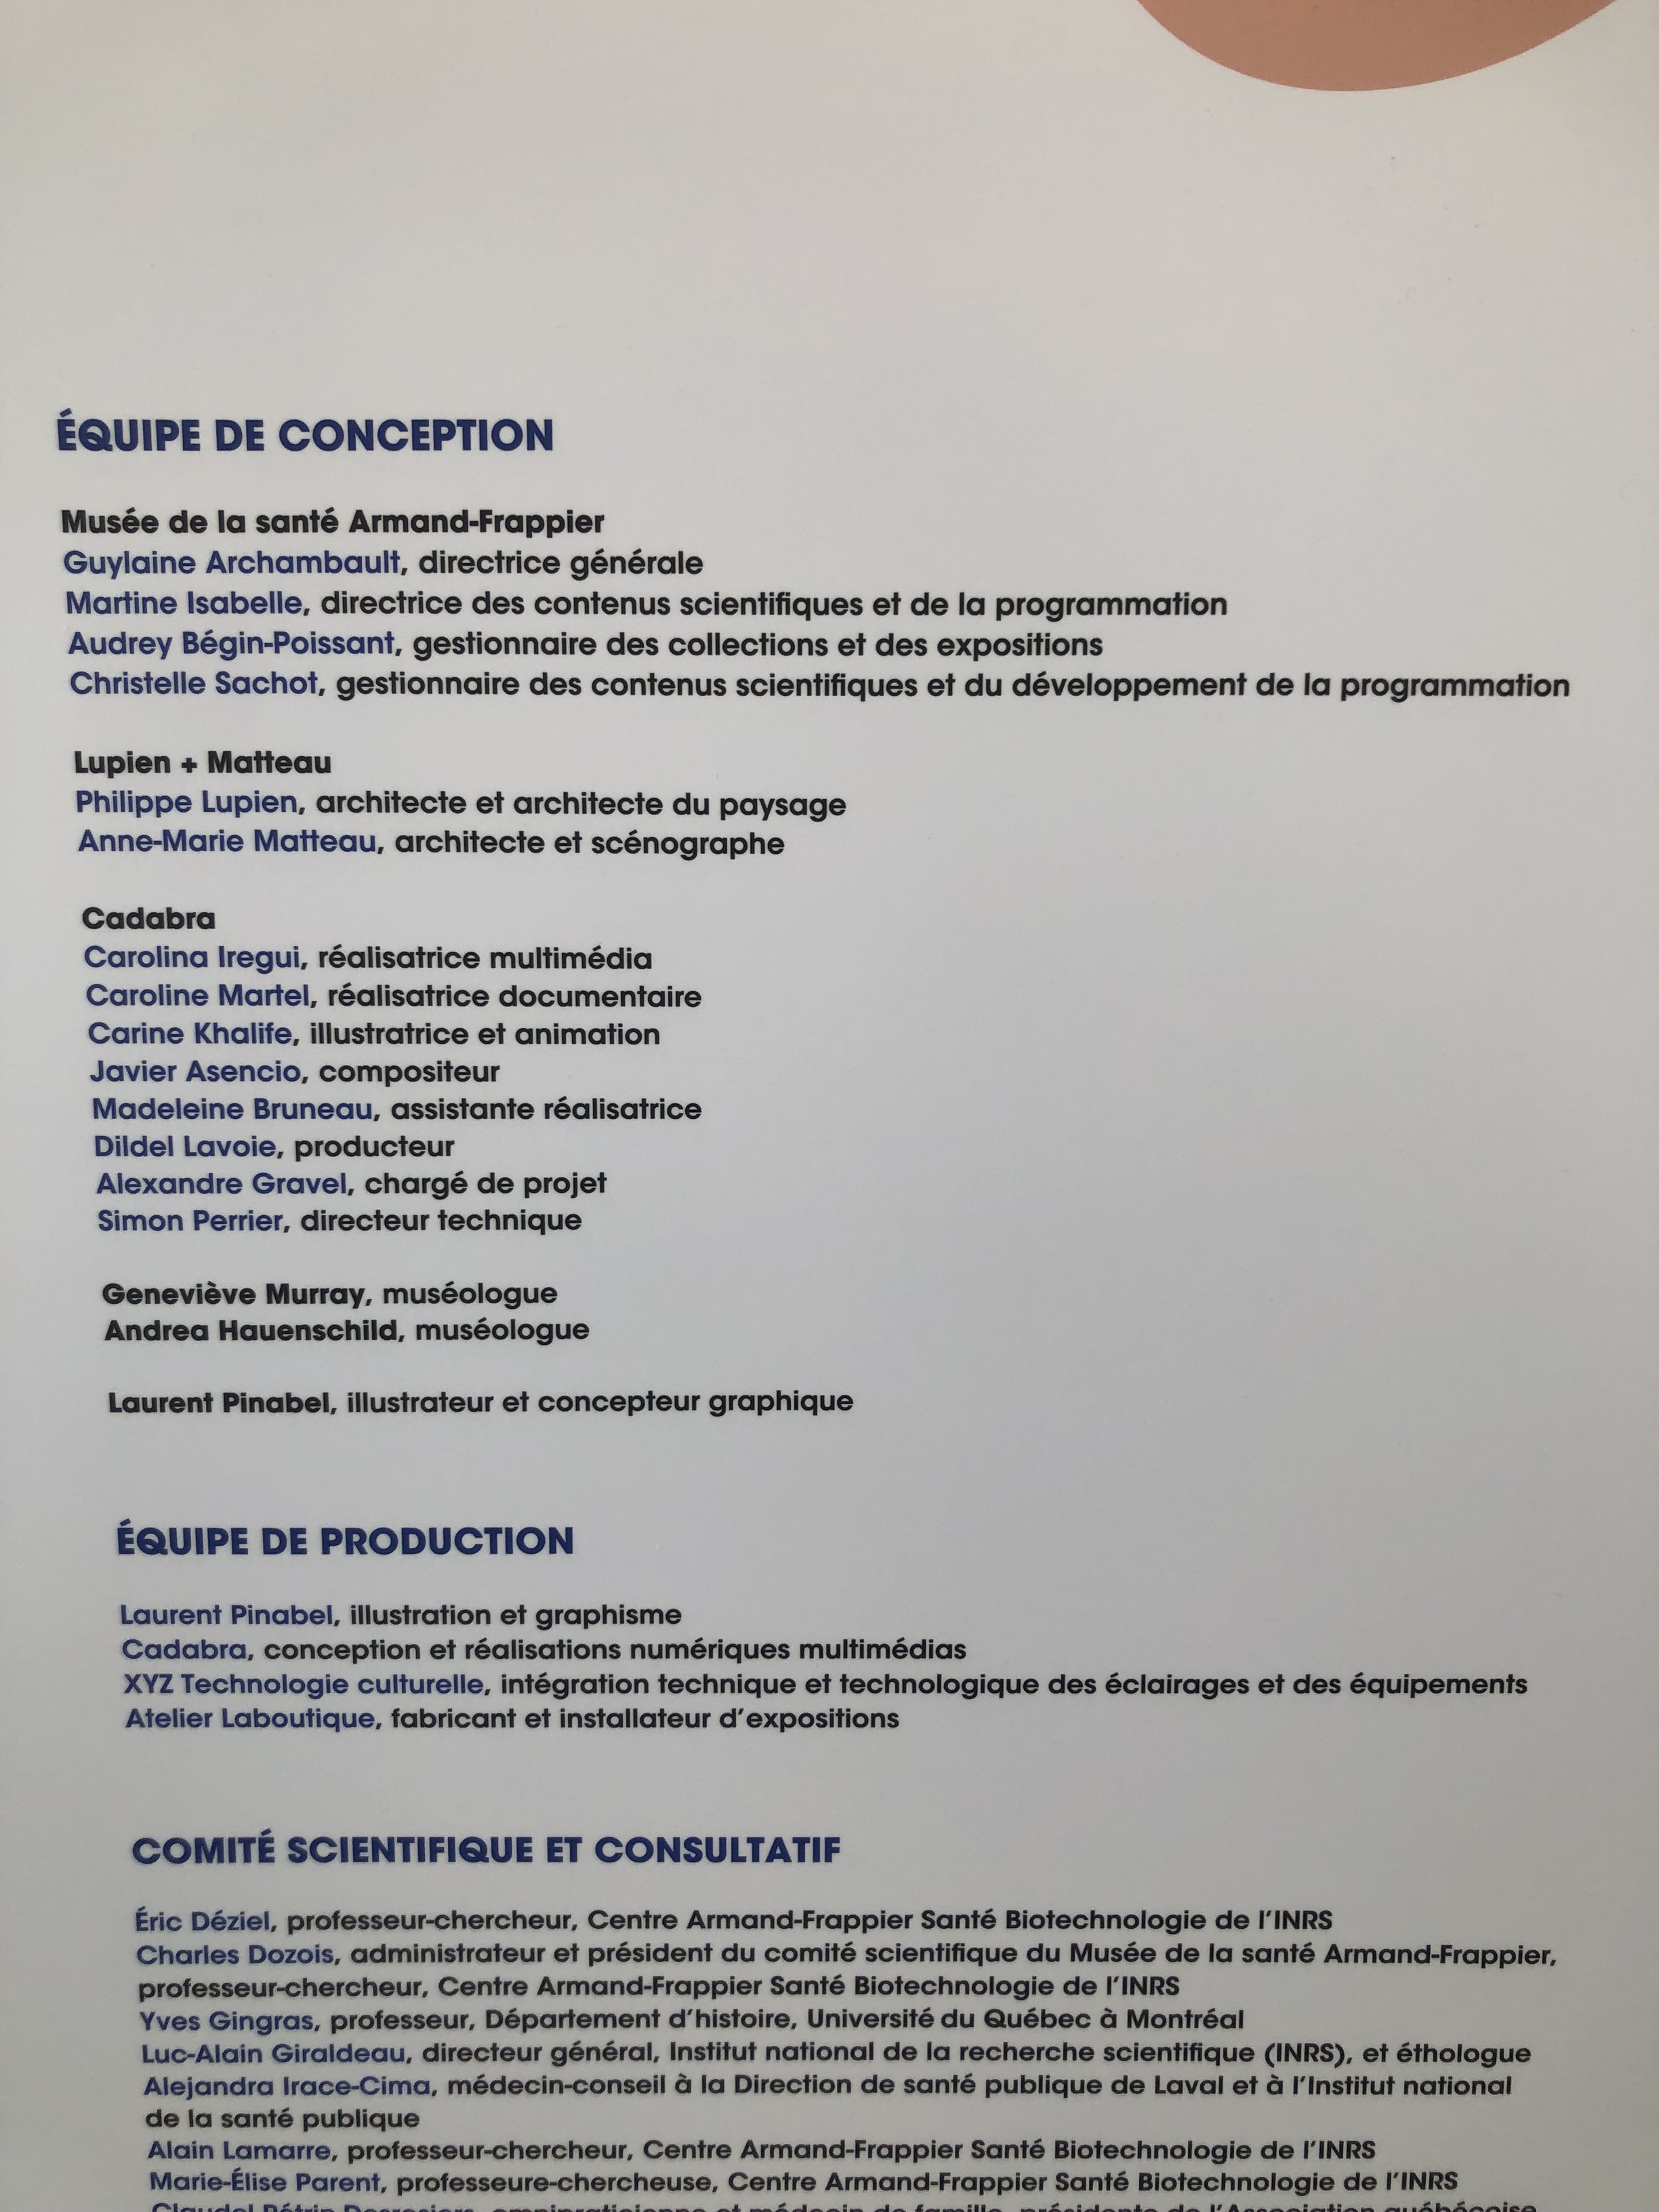 ÉQUIPE DE CONCEPTION
Musée de la santé Armand-Frappier
Guylaine Archambault, directrice générale
Martine Isabelle, directrice des contenus scientifiques et de la programmation
Audrey Bégin-Poissant, gestionnaire des collections et des expositions
Christelle Sachot, gestionnaire des contenus scientifiques et du développement de la programmation
Lupien + Matteau
Philippe Lupien, architecte et architecte du paysage
Anne-Marie Matteau, architecte et scénographe
Cadabra
Carolina Iregui, réalisatrice multimédia
Caroline Martel, réalisatrice documentaire
Carine Khalife, illustratrice et animation
Javier Asencio, compositeur
Madeleine Bruneau, assistante réalisatrice
Dildel Lavoie, producteur
Alexandre Gravel, chargé de projet
Simon Perrier, directeur technique
Geneviève Murray, muséologue
Andrea Hauenschild, muséologue
Laurent Pinabel, illustrateur et concepteur graphique
ÉQUIPE DE PRODUCTION
Laurent Pinabel, illustration et graphisme
Cadabra, conception et réalisations numériques multimédias
XYZ Technologie culturelle, intégration technique et technologique des éclairages et des équipements
Atelier Laboutique, fabricant et installateur d'expositions
COMITÉ SCIENTIFIQUE ET CONSULTATIF
Éric Déziel, professeur-chercheur, Centre Armand-Frappier Santé Biotechnologie de l'INRS
Charles Dozois, administrateur et président du comité scientifique du Musée de la santé Armand-Frappier,
professeur-chercheur, Centre Armand-Frappier Santé Biotechnologie de l'INRS
Yves Gingras, professeur, Département d'histoire, Université du Québec à Montréal
Luc-Alain Giraldeau, directeur général, Institut national de la recherche scientifique (INRS), et éthologue
Alejandra Irace-Cima, médecin-conseil à la Direction de santé publique de Laval et à l'Institut national
de la santé publique
Alain Lamarre, professeur-chercheur, Centre Armand-Frappier Santé Biotechnologie de l'INRS
Marie-Élise Parent, professeure-chercheuse, Centre Armand-Frappier Santé Biotechnologie de l'INRS